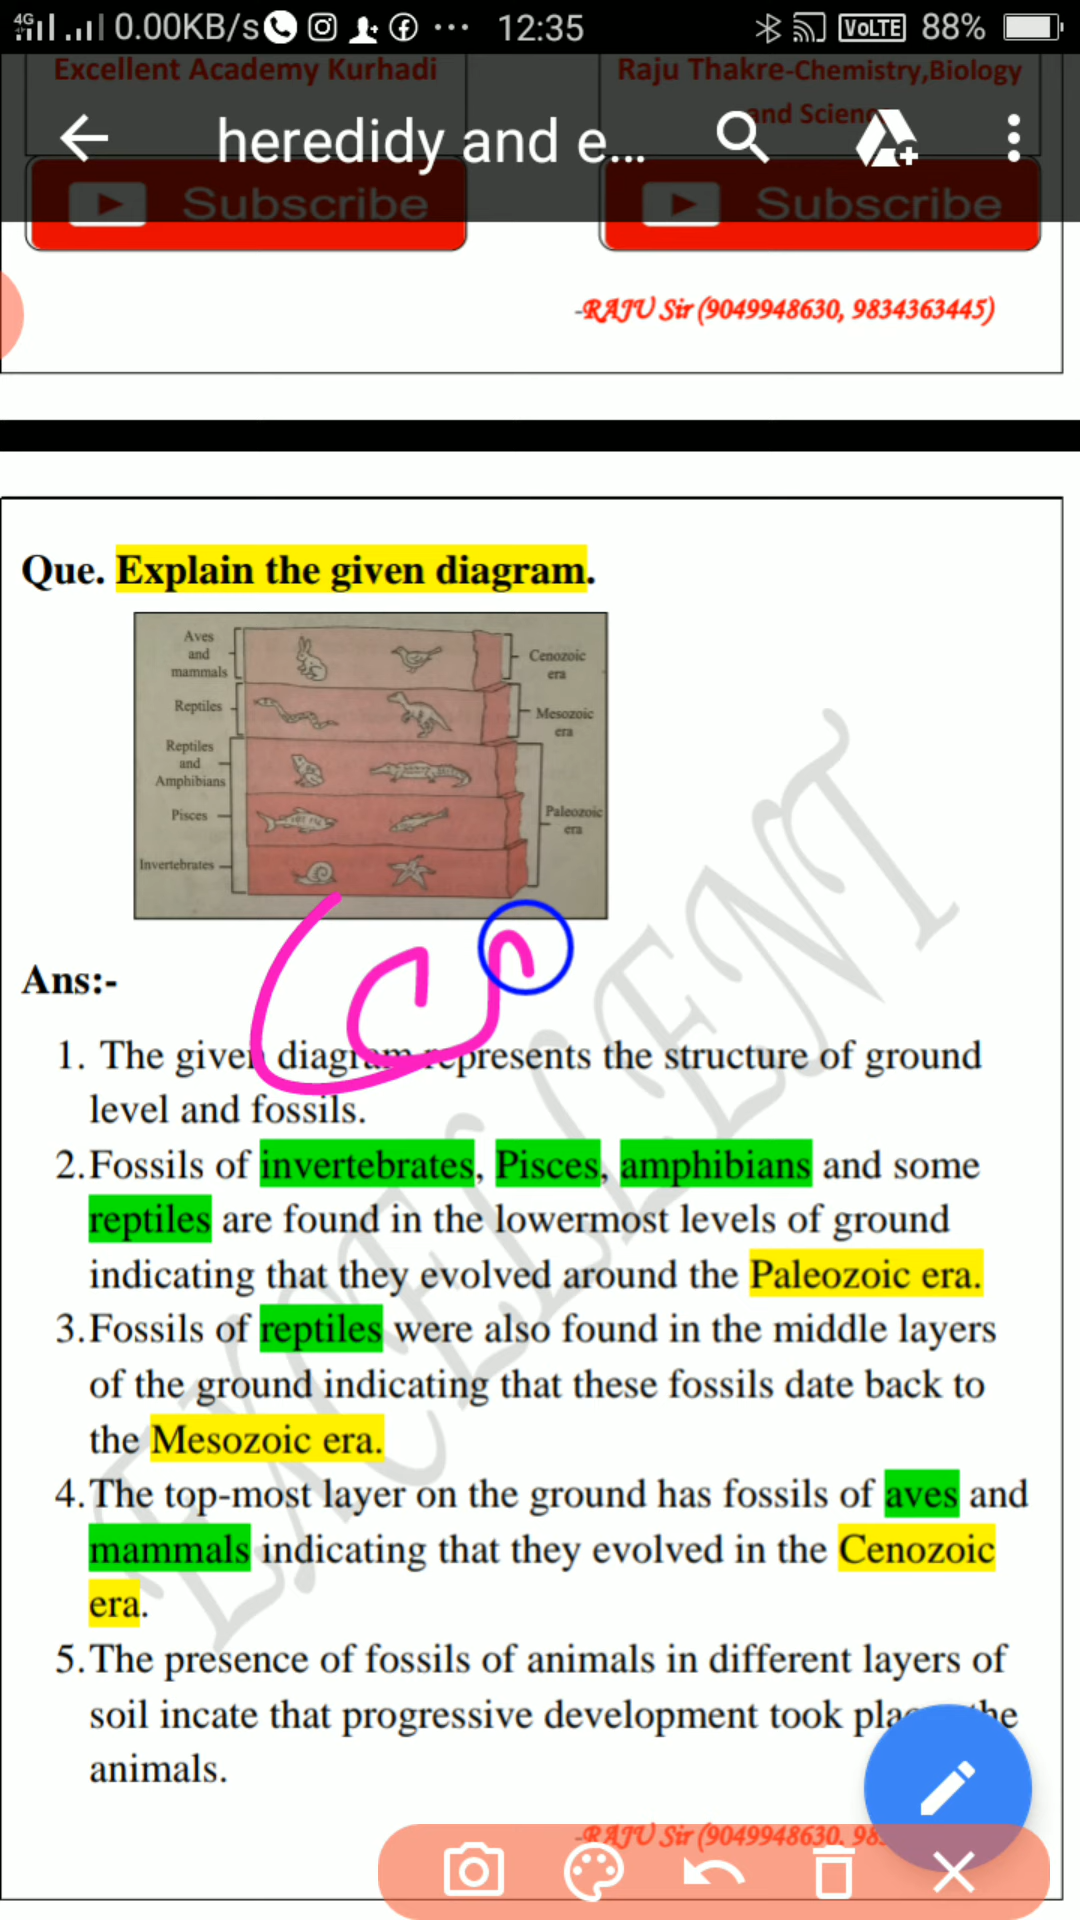 4G 0.00KB/s ... 12:35 VoLTE 88%
Excellent Academy Kurhadi
Raju Thakre-Chemistry,Biology
and Scien
heredidy and e...
Subscribe
Subscribe
-RAJU Sir (9049948630, 9834363445)
Que. Explain the given diagram.
Aves
and
mammals
Cenozoic
era
Reptiles
Mesozoic
era
Reptiles
and
Amphibians
Pisces
Paleozoic
era
Invertebrates
Ans:-
1. The given diagram represents the structure of ground
level and fossils.
2.Fossils of invertebrates, Pisces, amphibians and some
reptiles are found in the lowermost levels of ground
indicating that they evolved around the Paleozoic era.
3.Fossils of reptiles were also found in the middle layers
of the ground indicating that these fossils date back to
the Mesozoic era.
4.The top-most layer on the ground has fossils of aves and
mammals indicating that they evolved in the Cenozoic
era.
5.The presence of fossils of animals in different layers of
soil incate that progressive development took the
animals.
-RAJU Sir (9049948630, 98
EXCELLENT